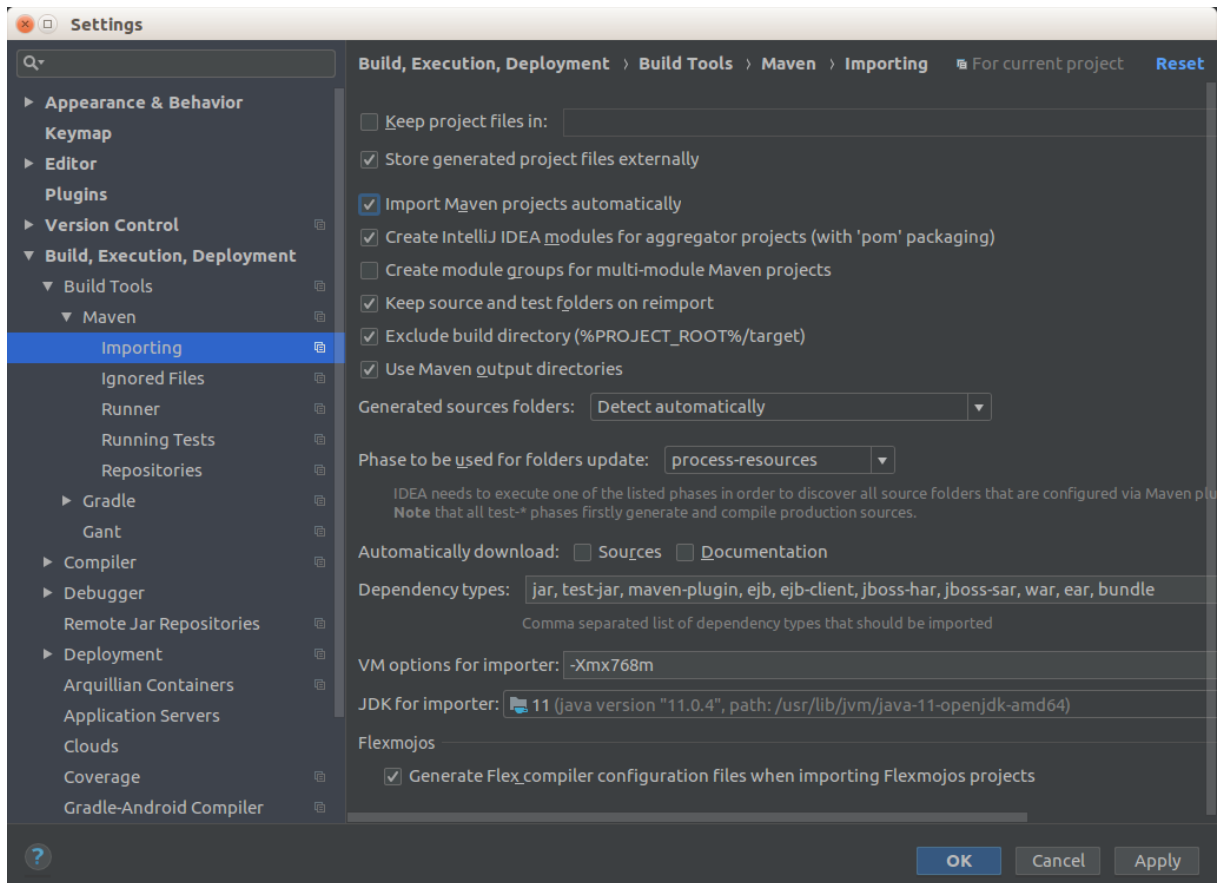 Settings
Appearance & Behavior
Keymap
Editor
Plugins
Version Control
Build, Execution, Deployment
Build Tools
Maven
Importing
Ignored Files
Runner
Running Tests
Repositories
Gradle
Gant
Compiler
Debugger
Remote Jar Repositories
Deployment
Arquillian Containers
Application Servers
Clouds
Coverage
Gradle-Android Compiler
Build, Execution, Deployment › Build Tools › Maven › Importing For current project Reset
Keep project files in:
Store generated project files externally
Import Maven projects automatically
Create IntelliJ IDEA modules for aggregator projects (with 'pom' packaging)
Create module groups for multi-module Maven projects
Keep source and test folders on reimport
Exclude build directory (%PROJECT_ROOT%/target)
Use Maven output directories
Generated sources folders: Detect automatically
Phase to be used for folders update: process-resources
IDEA needs to execute one of the listed phases in order to discover all source folders that are configured via Maven plu
Note that all test-* phases firstly generate and compile production sources.
Automatically download: Sources Documentation
Dependency types: jar, test-jar, maven-plugin, ejb, ejb-client, jboss-har, jboss-sar, war, ear, bundle
Comma separated list of dependency types that should be imported
VM options for importer: -Xmx768m
JDK for importer: 11 (java version "11.0.4", path: /usr/lib/jvm/java-11-openjdk-amd64)
Flexmojos
Generate Flex compiler configuration files when importing Flexmojos projects
? OK Cancel Apply